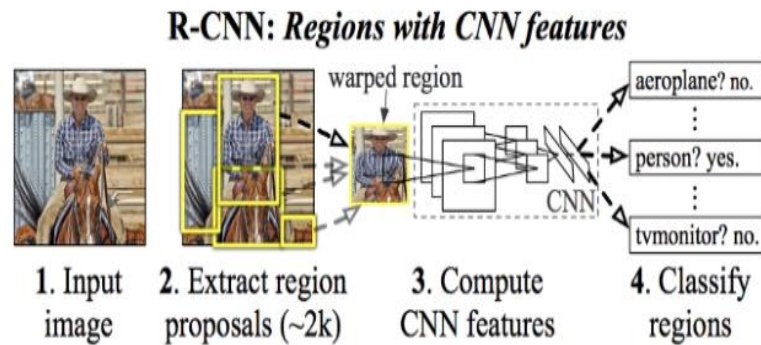 R-CNN: Regions with CNN features
warped region
aeroplane? no.
⋮
person? yes.
⋮
tvmonitor? no.
CNN
1. Input
image
2. Extract region
proposals (~2k)
3. Compute
CNN features
4. Classify
regions